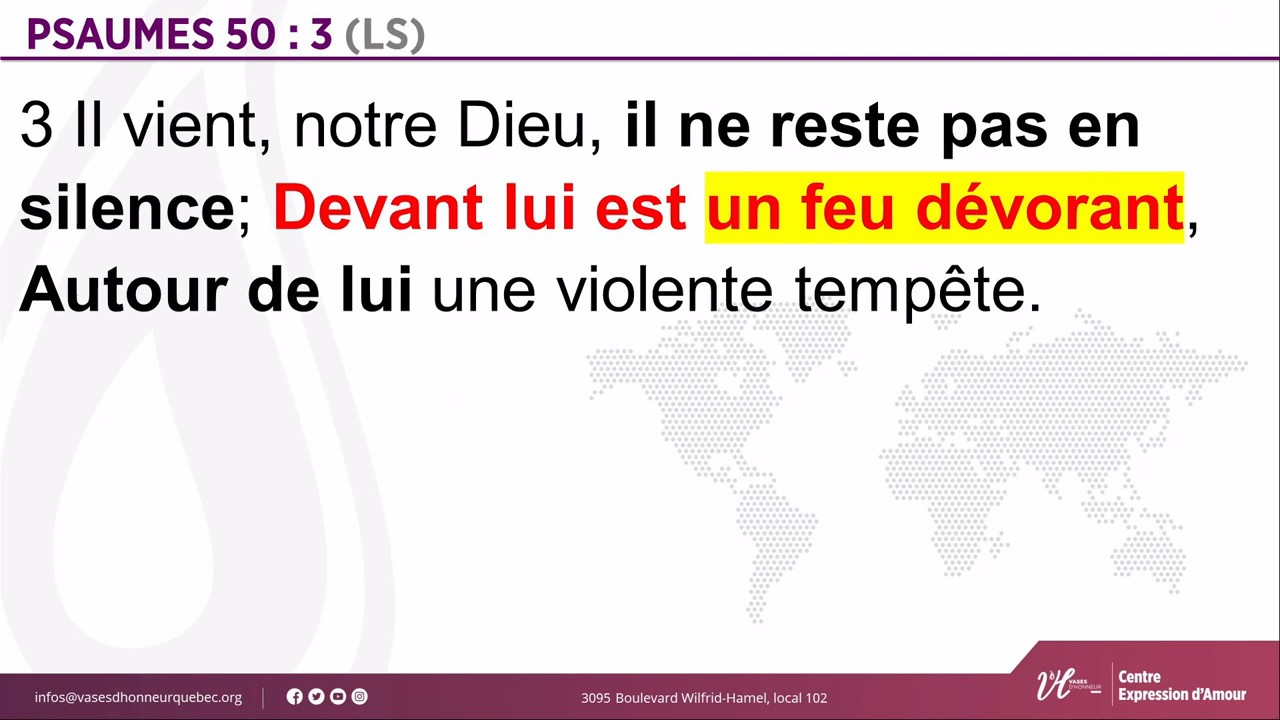 PSAUMES 50 : 3 (LS)
3 Il vient, notre Dieu, il ne reste pas en
silence; Devant lui est un feu dévorant,
Autour de lui une violente tempête.
infos@vasesdhonneurquebec.org
3095 Boulevard Wilfrid-Hamel, local 102
VASES
D'HONNEUR
Centre
Expression d'Amour